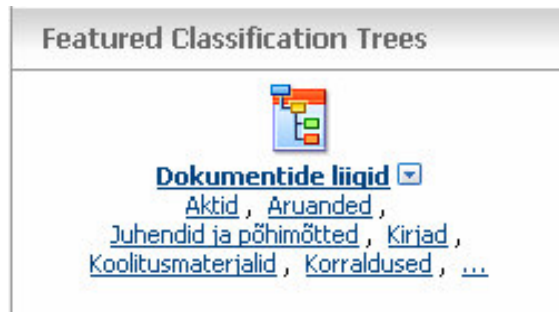 Featured Classification Trees
Dokumentide liigid
Aktid , Aruanded ,
Juhendid ja põhimõtted , Kirjad ,
Koolitusmaterjalid , Korraldused , ...